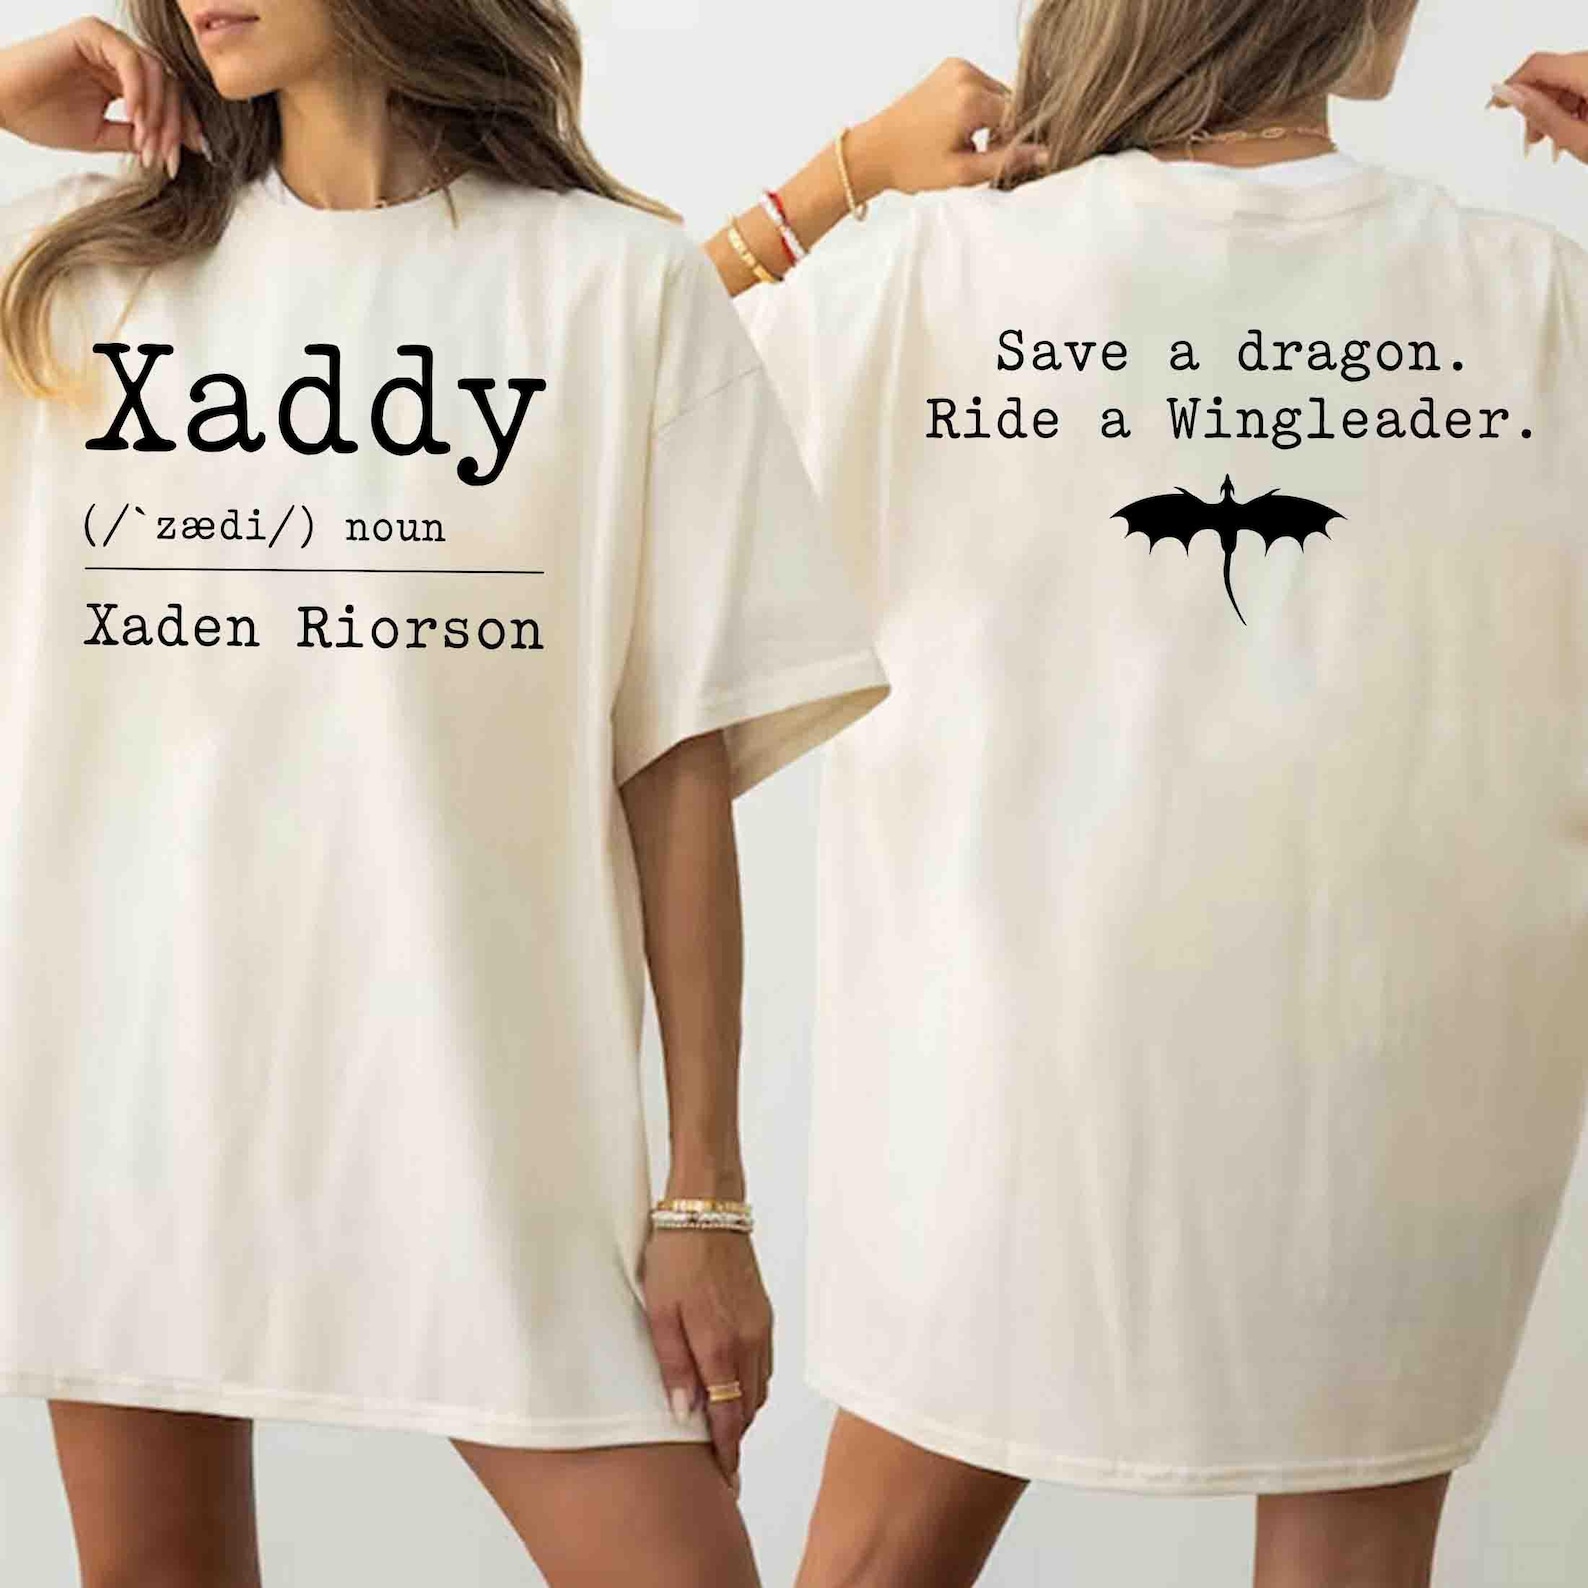 Xaddy
(/`zædi/) noun
Xaden Riorson
Save a dragon.
Ride a Wingleader.